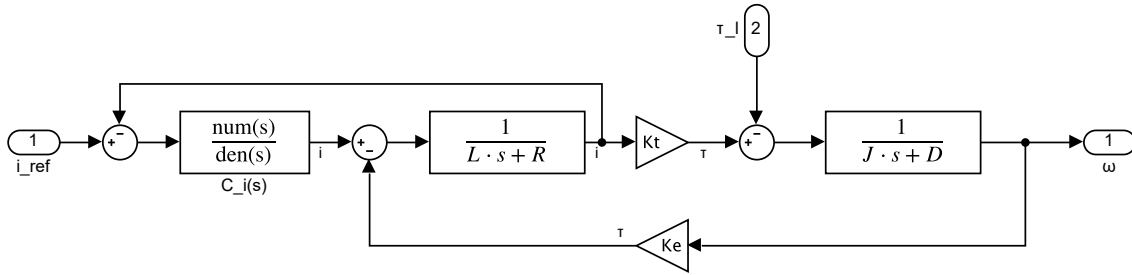 τ_l
2
1
i_ref
num(s)
den(s)
C_i(s)
i
1
L · s + R
i
Kt
τ
1
J · s + D
1
ω
τ
Ke